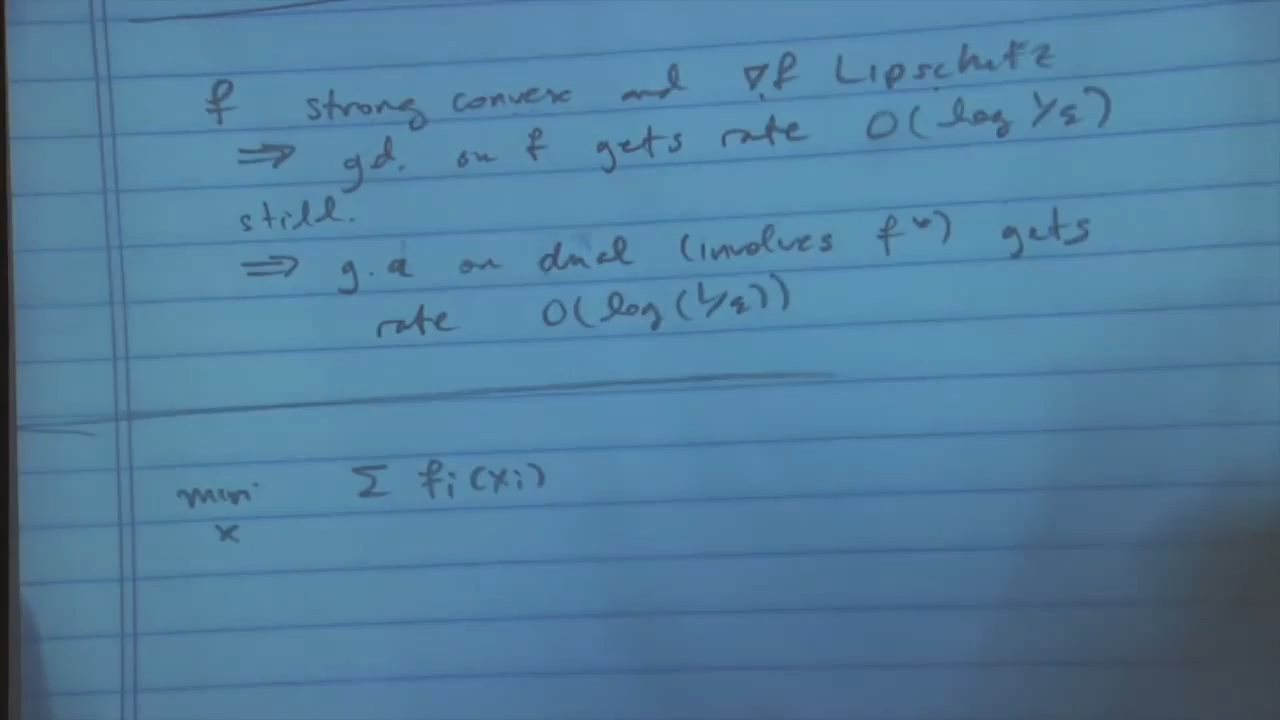 f strong convex and ∇f Lipschitz
⇒ gd. on f gets rate O(log 1/ε)
still.
⇒ g.a on dual (involves f*) gets
rate O(log(1/ε))
min Σ fi(xi)
x